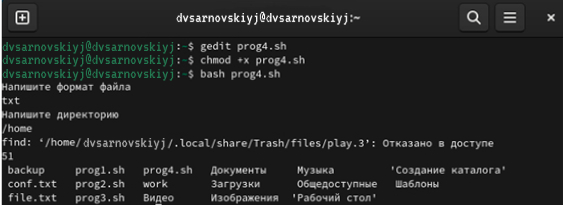 dvsarnovskiyj@dvsarnovskiyj:~
dvsarnovskiyj@dvsarnovskiyj:~$ gedit prog4.sh
dvsarnovskiyj@dvsarnovskiyj:~$ chmod +x prog4.sh
dvsarnovskiyj@dvsarnovskiyj:~$ bash prog4.sh
Напишите формат файла
txt
Напишите директорию
/home
find: ‘/home/dvsarnovskiyj/.local/share/Trash/files/play.3’: Отказано в доступе
51
backup prog1.sh prog4.sh Документы Музыка 'Создание каталога'
conf.txt prog2.sh work Загрузки Общедоступные Шаблоны
file.txt prog3.sh Видео Изображения 'Рабочий стол'